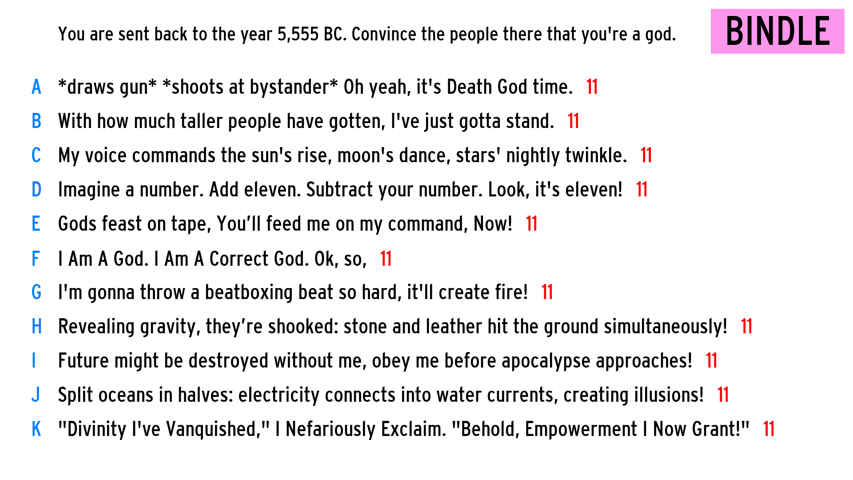 You are sent back to the year 5,555 BC. Convince the people there that you're a god.
BINDLE
A *draws gun* *shoots at bystander* Oh yeah, it's Death God time. 11
B With how much taller people have gotten, I've just gotta stand. 11
C My voice commands the sun's rise, moon's dance, stars' nightly twinkle. 11
D Imagine a number. Add eleven. Subtract your number. Look, it's eleven! 11
E Gods feast on tape, You’ll feed me on my command, Now! 11
F I Am A God. I Am A Correct God. Ok, so, 11
G I'm gonna throw a beatboxing beat so hard, it'll create fire! 11
H Revealing gravity, they’re shooked: stone and leather hit the ground simultaneously! 11
I Future might be destroyed without me, obey me before apocalypse approaches! 11
J Split oceans in halves: electricity connects into water currents, creating illusions! 11
K "Divinity I've Vanquished," I Nefariously Exclaim. "Behold, Empowerment I Now Grant!" 11